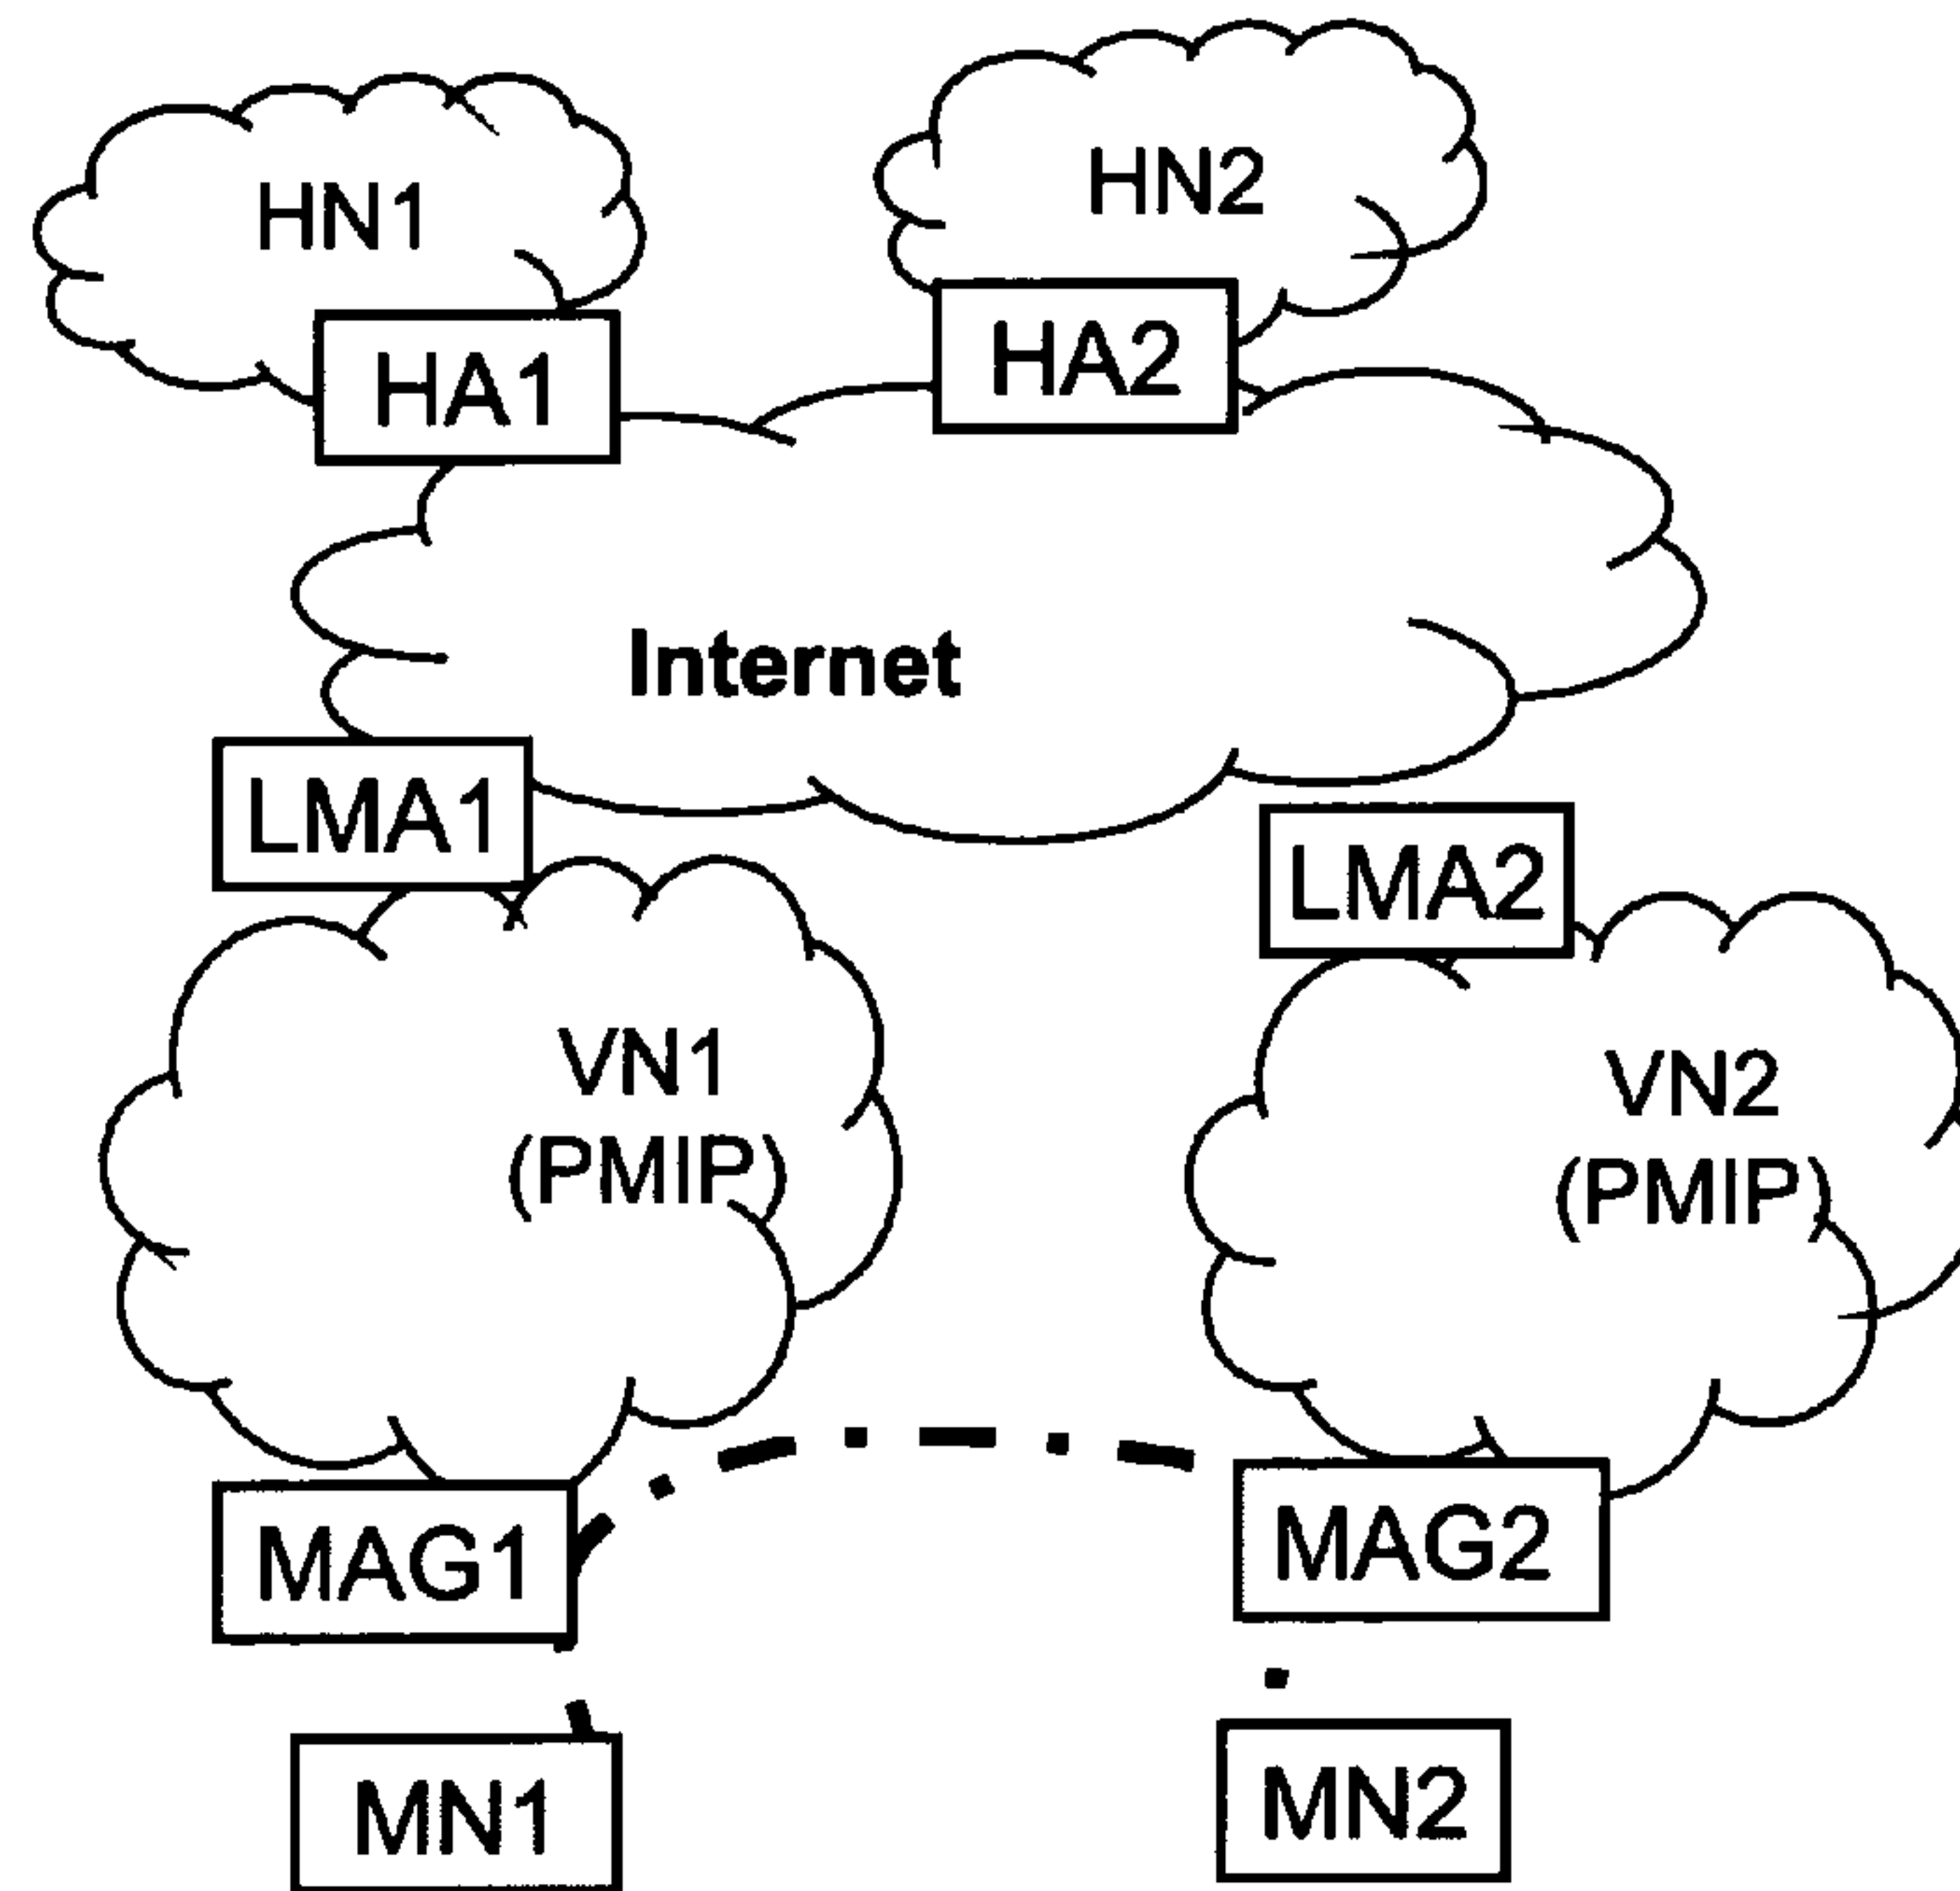 HN1
HN2
HA1
HA2
Internet
LMA1
LMA2
VN1
(PMIP)
VN2
(PMIP)
MAG1
MAG2
MN1
MN2